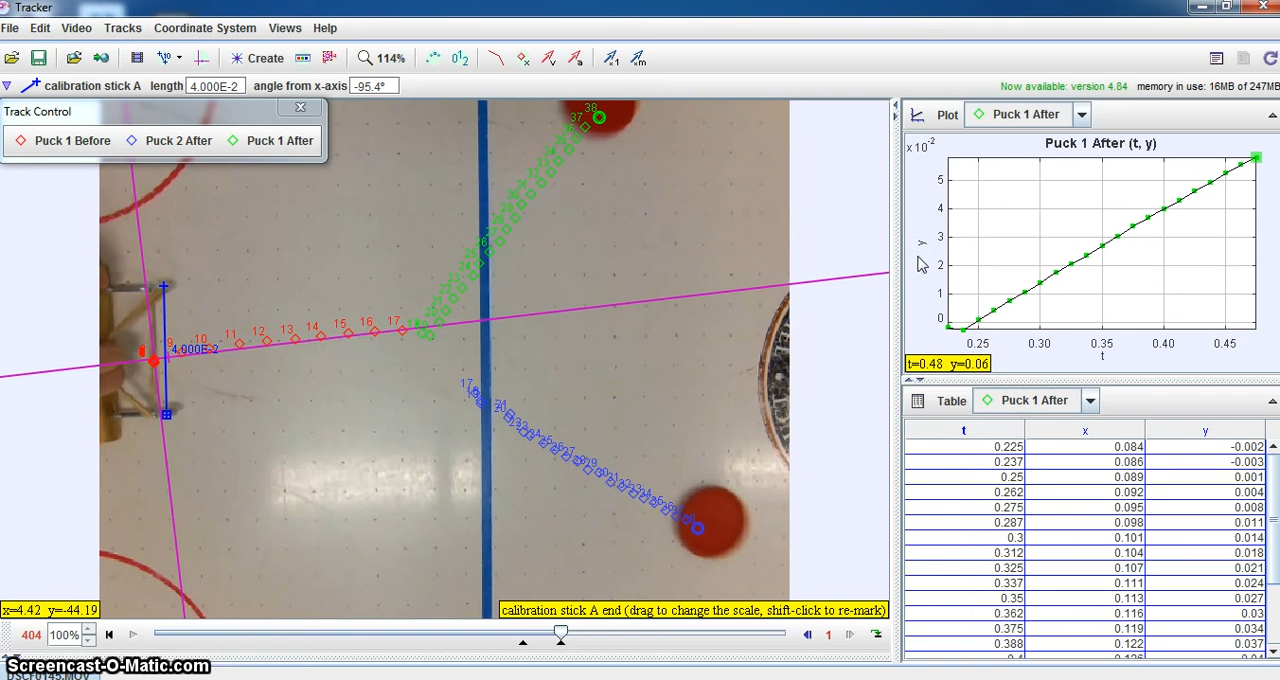 Tracker
File Edit Video Tracks Coordinate System Views Help
Create 114%
calibration stick A length 4.000E-2 angle from x-axis -95.4°
Now available: version 4.84 memory in use: 16MB of 247MB
Track Control
Puck 1 Before Puck 2 After Puck 1 After
38
37
36
26
9 10 11 12 13 14 15 16 17
4.000E-2
17
21
20
Plot Puck 1 After
x10⁻² Puck 1 After (t, y)
5
4
3
y
2
1
0
0.25 0.30 0.35 0.40 0.45
t
t=0.48 y=0.06
Table Puck 1 After
t x y
0.225 0.084 -0.002
0.237 0.086 -0.003
0.25 0.089 0.001
0.262 0.092 0.004
0.275 0.095 0.008
0.287 0.098 0.011
0.3 0.101 0.014
0.312 0.104 0.018
0.325 0.107 0.021
0.337 0.111 0.024
0.35 0.113 0.027
0.362 0.116 0.03
0.375 0.119 0.034
0.388 0.122 0.037
x=4.42 y=-44.19
calibration stick A end (drag to change the scale, shift-click to re-mark)
404 100% 1
Screencast-O-Matic.com
DSCF0145.MOV